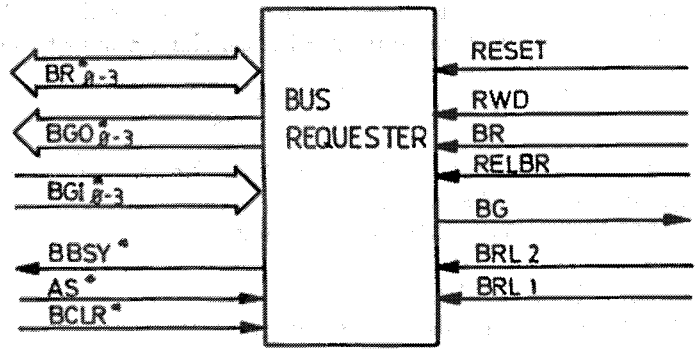 BR*0-3
BGO*0-3
BGI*0-3
BBSY*
AS*
BCLR*
BUS
REQUESTER
RESET
RWD
BR
RELBR
BG
BRL 2
BRL 1